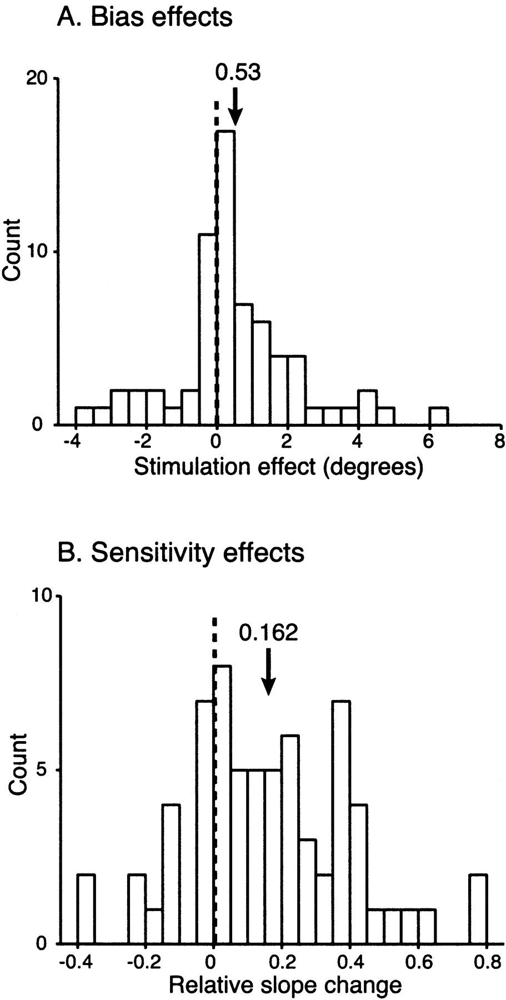 A. Bias effects
0.53
20
10
0
Count
-4 -2 0 2 4 6 8
Stimulation effect (degrees)
B. Sensitivity effects
0.162
10
5
0
Count
-0.4 -0.2 0 0.2 0.4 0.6 0.8
Relative slope change